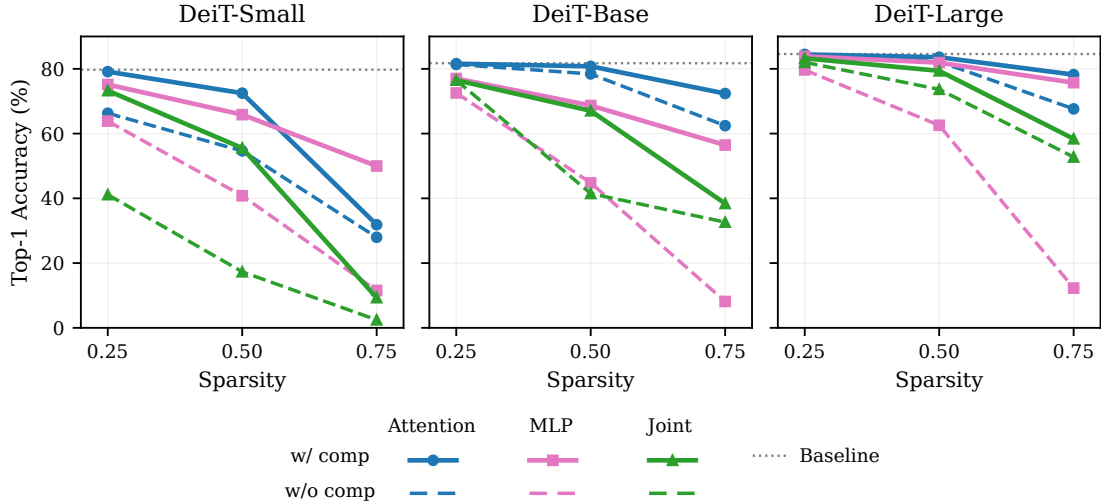 DeiT-Small DeiT-Base DeiT-Large
Top-1 Accuracy (%)
80
60
40
20
0
0.25 0.50 0.75 0.25 0.50 0.75 0.25 0.50 0.75
Sparsity Sparsity Sparsity
Attention MLP Joint
w/ comp Baseline
w/o comp